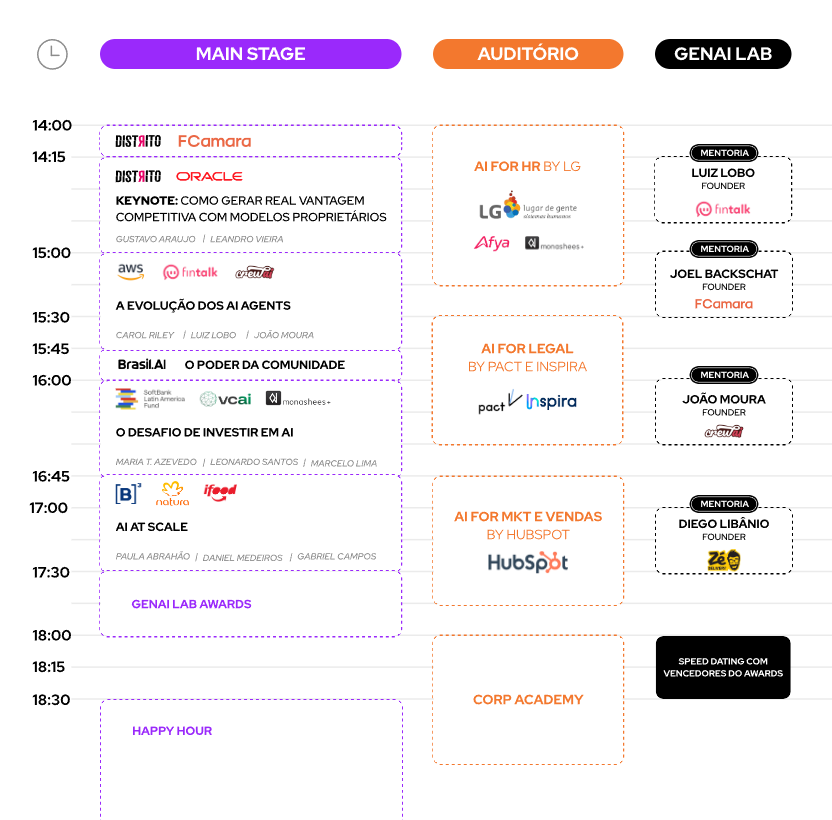 MAIN STAGE
AUDITÓRIO
GENAI LAB
14:00
14:15
15:00
15:30
15:45
16:00
16:45
17:00
17:30
18:00
18:15
18:30
DISTRITO FCamara
DISTRITO ORACLE
KEYNOTE: COMO GERAR REAL VANTAGEM
COMPETITIVA COM MODELOS PROPRIETÁRIOS
GUSTAVO ARAUJO | LEANDRO VIEIRA
aws fintalk crewai
A EVOLUÇÃO DOS AI AGENTS
CAROL RILEY / LUIZ LOBO / JOÃO MOURA
Brasil.AI O PODER DA COMUNIDADE
SoftBank
Latin America
Fund
vcai monashees+
O DESAFIO DE INVESTIR EM AI
MARIA T. AZEVEDO / LEONARDO SANTOS / MARCELO LIMA
[B]³ natura ifood
AI AT SCALE
PAULA ABRAHÃO / DANIEL MEDEIROS / GABRIEL CAMPOS
GENAI LAB AWARDS
HAPPY HOUR
AI FOR HR BY LG
LG lugar de gente
sistemas humanos
Afya monashees+
AI FOR LEGAL
BY PACT E INSPIRA
pact Inspira
AI FOR MKT E VENDAS
BY HUBSPOT
HubSpot
CORP ACADEMY
MENTORIA
LUIZ LOBO
FOUNDER
fintalk
MENTORIA
JOEL BACKSCHAT
FOUNDER
FCamara
MENTORIA
JOÃO MOURA
FOUNDER
crewai
MENTORIA
DIEGO LIBÂNIO
FOUNDER
Zé
DELIVERY
SPEED DATING COM
VENCEDORES DO AWARDS